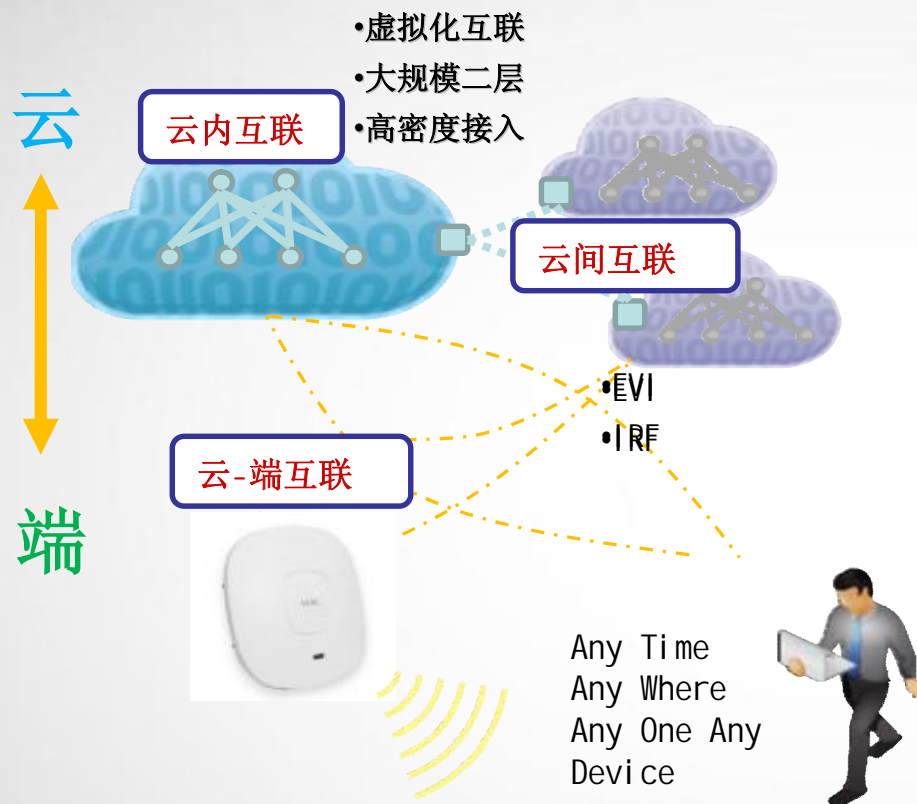 •虚拟化互联
•大规模二层
•高密度接入
云
云内互联
云间互联
•EVI
•IRF
云-端互联
端
Any Time
Any Where
Any One Any
Device